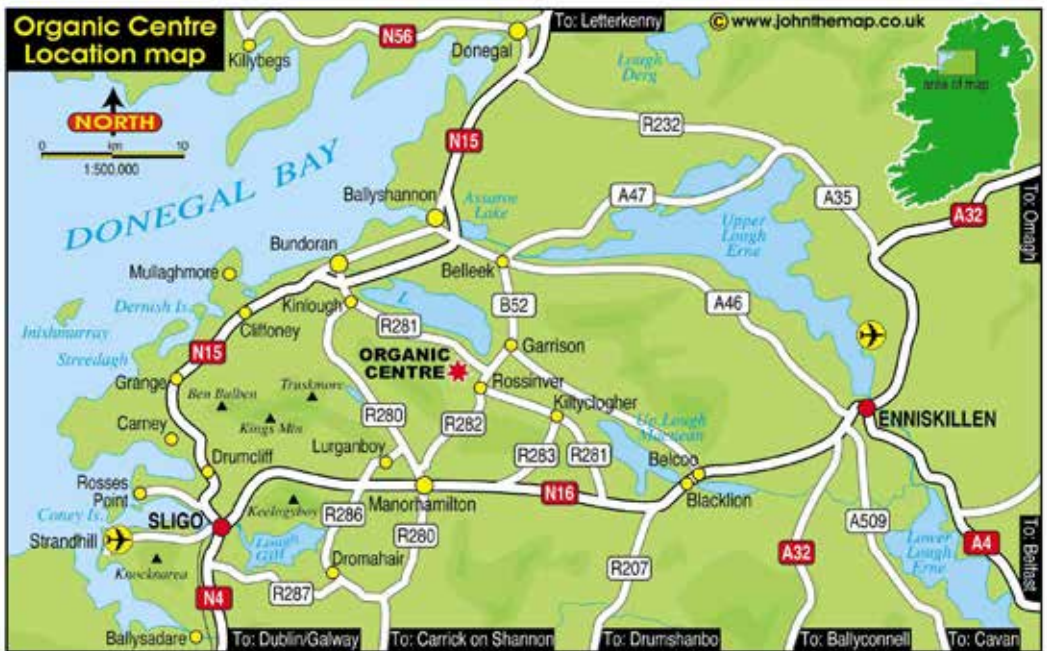 Organic Centre
Location map
To: Letterkenny
© www.johnthemap.co.uk
N56
Donegal
Killybegs
Lough
Derg
area of map
NORTH
0 km 10
1:500,000
R232
N15
DONEGAL BAY
Ballyshannon
Assaroe
Lake
A47
A35
A32
To: Omagh
Upper
Lough
Erne
Bundoran
Mullaghmore
Belleek
Dernish Is.
Kinlough
L
B52
A46
Inishmurray
Cliffoney
R281
Streedagh
N15
ORGANIC
CENTRE
Garrison
Grange
Rossinver
Ben Bulben
Truskmore
Kiltyclogher
Carney
Kings Mtn
R280
R282
Up Lough
Macnean
ENNISKILLEN
Lurganboy
Drumcliff
R283
R281
Belcoo
Rosses
Point
Manorhamilton
N16
Blacklion
Coney Is.
SLIGO
Keelogyboy
R286
A509
Strandhill
Lough
Gill
R280
Lower
Lough
Erne
A4
To: Belfast
Knocknarea
Dromahair
R207
A32
N4
R287
Ballysadare
To: Dublin/Galway
To: Carrick on Shannon
To: Drumshanbo
To: Ballyconnell
To: Cavan